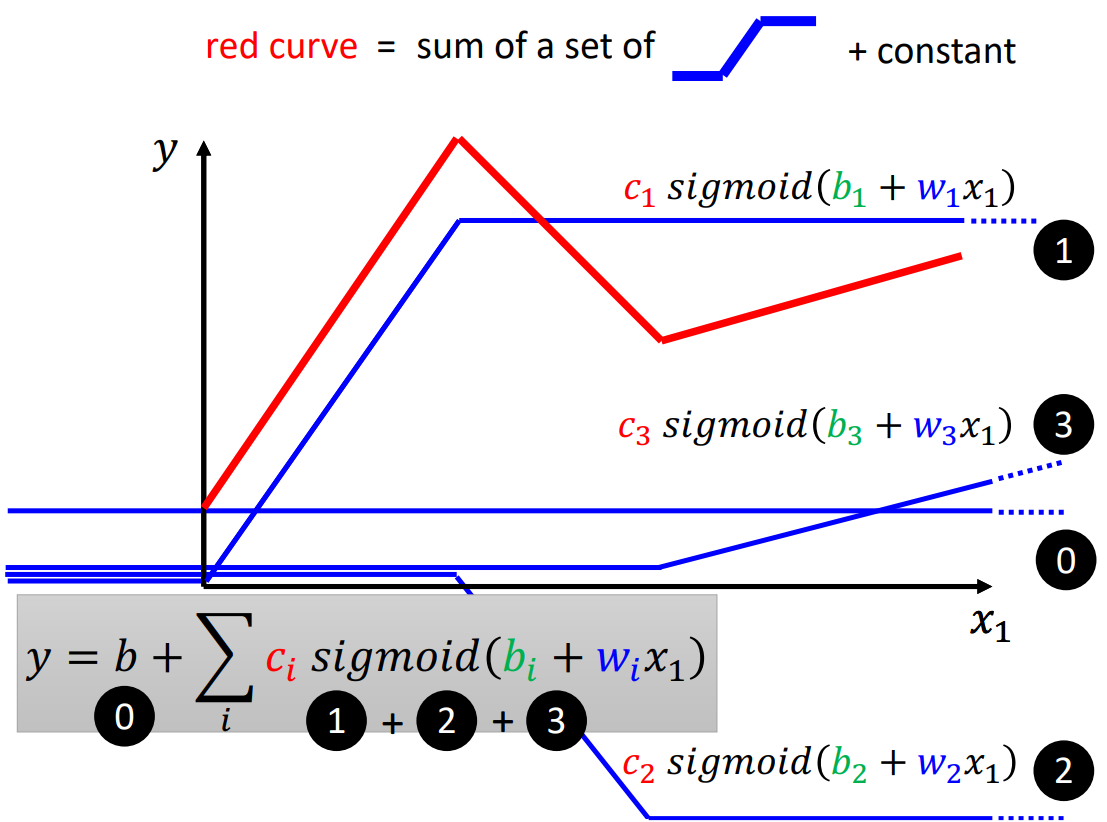 red curve = sum of a set of + constant
y
c₁ sigmoid(b₁ + w₁x₁)
1
c₃ sigmoid(b₃ + w₃x₁)
3
0
x₁
y = b + ∑ᵢ cᵢ sigmoid(bᵢ + wᵢx₁)
0 1 + 2 + 3
c₂ sigmoid(b₂ + w₂x₁)
2